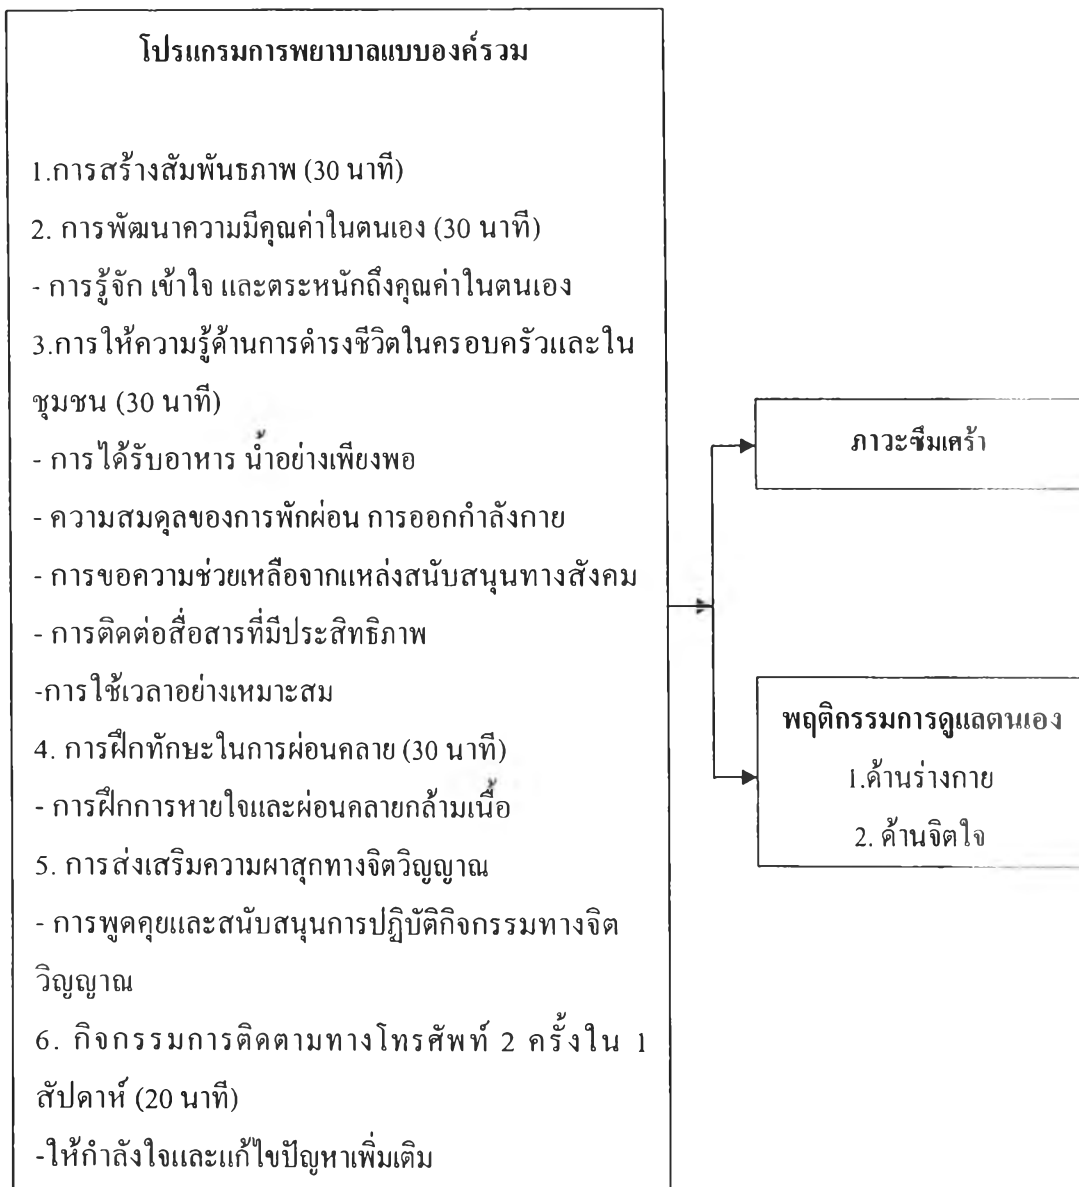 โปรแกรมการพยาบาลแบบองค์รวม
1.การสร้างสัมพันธภาพ (30 นาที)
2. การพัฒนาความมีคุณค่าในตนเอง (30 นาที)
- การรู้จัก เข้าใจ และตระหนักถึงคุณค่าในตนเอง
3.การให้ความรู้ด้านการดำรงชีวิตในครอบครัวและใน
ชุมชน (30 นาที)
- การได้รับอาหาร น้ำอย่างเพียงพอ
- ความสมดุลของการพักผ่อน การออกกำลังกาย
- การขอความช่วยเหลือจากแหล่งสนับสนุนทางสังคม
- การติดต่อสื่อสารที่มีประสิทธิภาพ
-การใช้เวลาอย่างเหมาะสม
4. การฝึกทักษะในการผ่อนคลาย (30 นาที)
- การฝึกการหายใจและผ่อนคลายกล้ามเนื้อ
5. การส่งเสริมความผาสุกทางจิตวิญญาณ
- การพูดคุยและสนับสนุนการปฏิบัติกิจกรรมทางจิต
วิญญาณ
6. กิจกรรมการติดตามทางโทรศัพท์ 2 ครั้งใน 1
สัปดาห์ (20 นาที)
-ให้กำลังใจและแก้ไขปัญหาเพิ่มเติม
ภาวะซึมเศร้า
พฤติกรรมการดูแลตนเอง
1.ด้านร่างกาย
2. ด้านจิตใจ